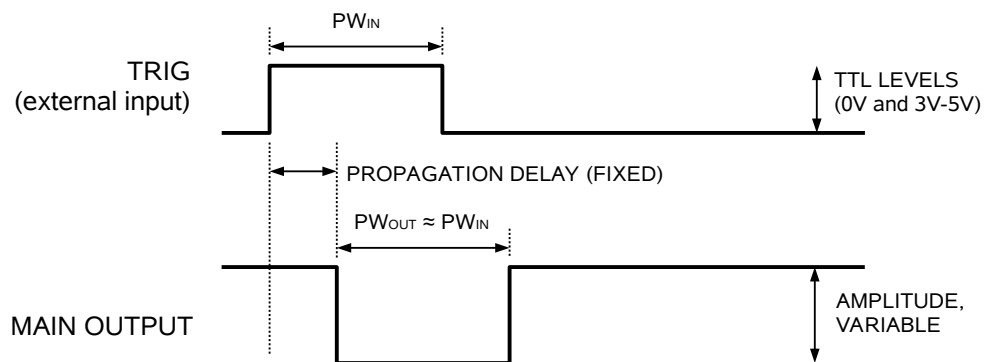 PWIN
TRIG
(external input)
TTL LEVELS
(0V and 3V-5V)
PROPAGATION DELAY (FIXED)
PWOUT ≈ PWIN
MAIN OUTPUT
AMPLITUDE,
VARIABLE